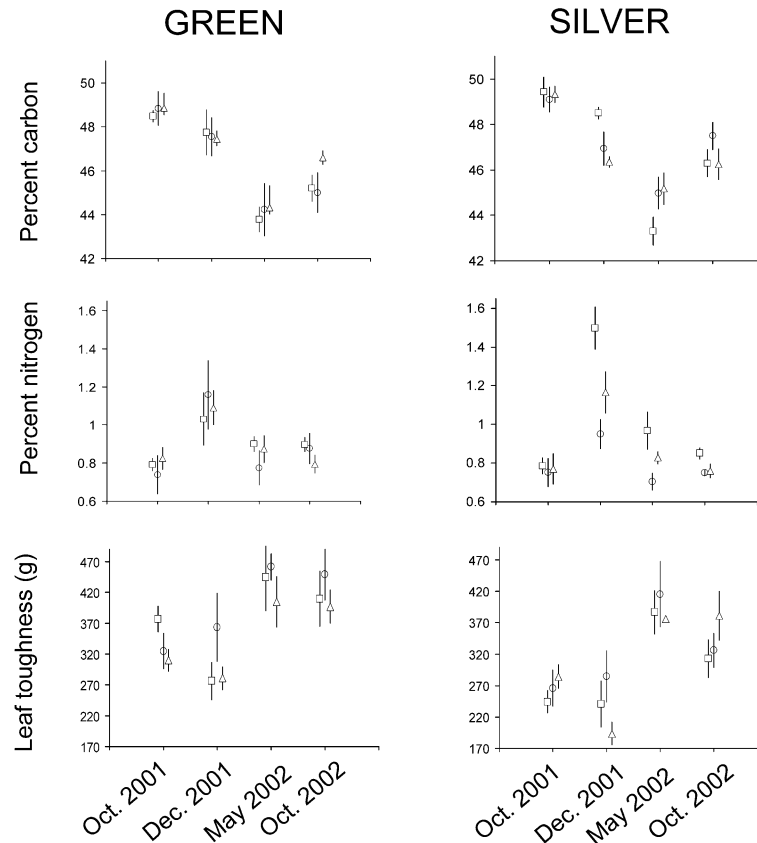 GREEN
SILVER
Percent carbon
50
48
46
44
42
50
48
46
44
42
Percent nitrogen
1.6
1.4
1.2
1
0.8
0.6
1.6
1.4
1.2
1
0.8
0.6
Leaf toughness (g)
470
420
370
320
270
220
170
470
420
370
320
270
220
170
Oct. 2001
Dec. 2001
May 2002
Oct. 2002
Oct. 2001
Dec. 2001
May 2002
Oct. 2002